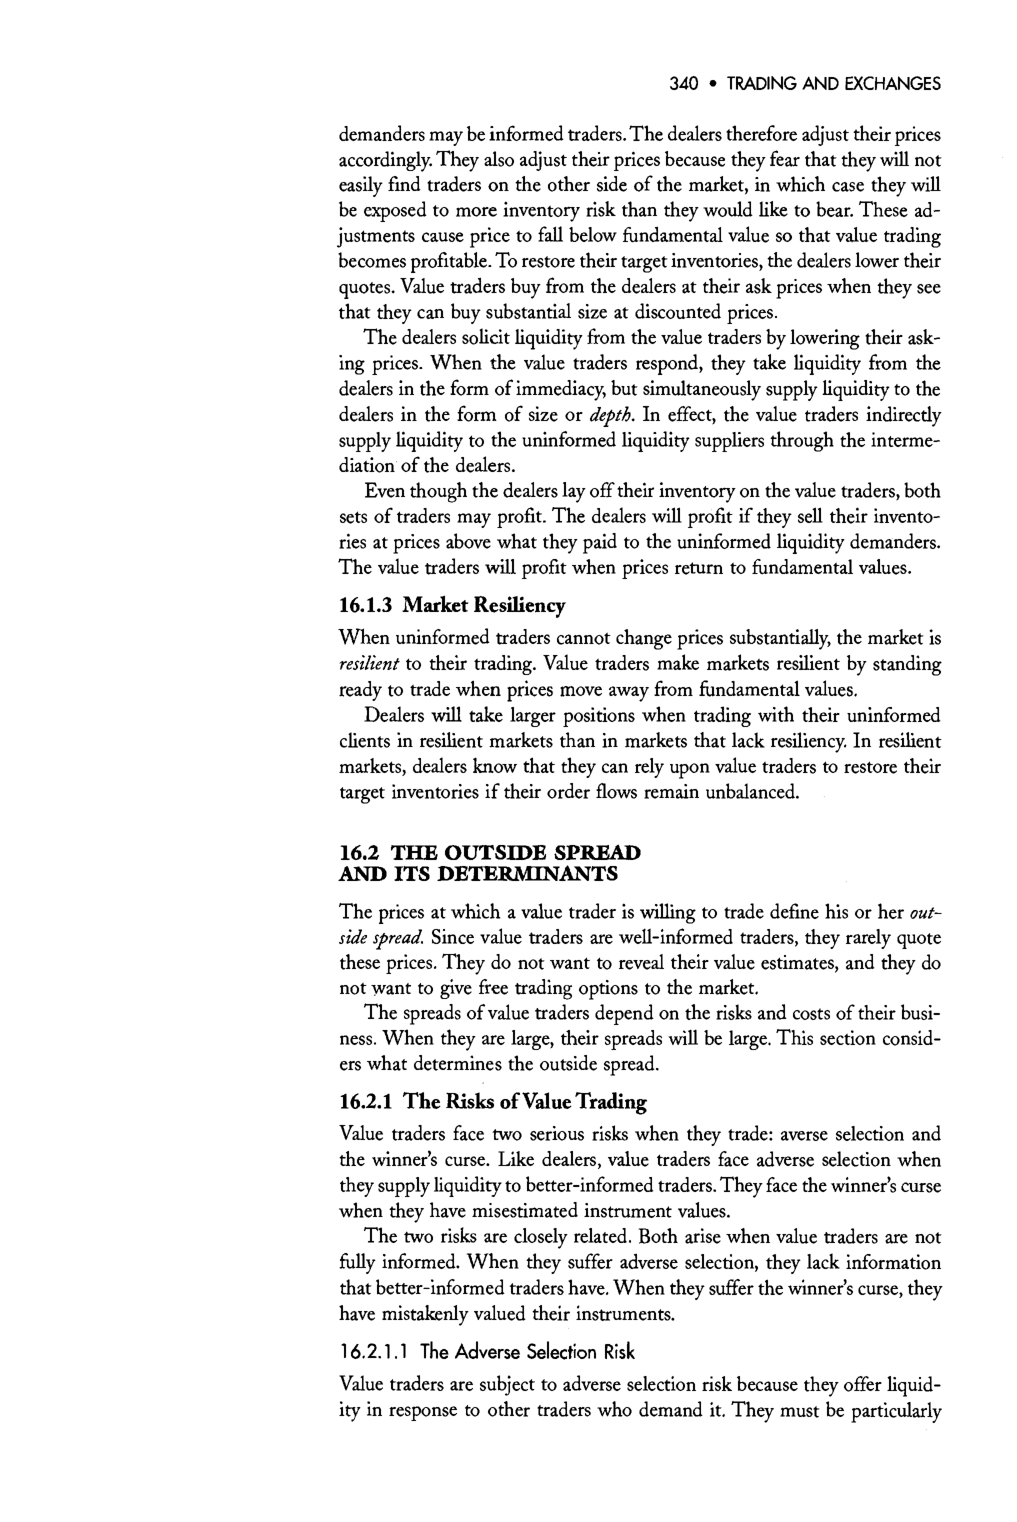 340 • TRADING AND EXCHANGES
demanders may be informed traders. The dealers therefore adjust their prices
accordingly. They also adjust their prices because they fear that they will not
easily find traders on the other side of the market, in which case they will
be exposed to more inventory risk than they would like to bear. These ad-
justments cause price to fall below fundamental value so that value trading
becomes profitable. To restore their target inventories, the dealers lower their
quotes. Value traders buy from the dealers at their ask prices when they see
that they can buy substantial size at discounted prices.
The dealers solicit liquidity from the value traders by lowering their ask-
ing prices. When the value traders respond, they take liquidity from the
dealers in the form of immediacy, but simultaneously supply liquidity to the
dealers in the form of size or depth. In effect, the value traders indirectly
supply liquidity to the uninformed liquidity suppliers through the interme-
diation of the dealers.
Even though the dealers lay off their inventory on the value traders, both
sets of traders may profit. The dealers will profit if they sell their invento-
ries at prices above what they paid to the uninformed liquidity demanders.
The value traders will profit when prices return to fundamental values.
16.1.3 Market Resiliency
When uninformed traders cannot change prices substantially, the market is
resilient to their trading. Value traders make markets resilient by standing
ready to trade when prices move away from fundamental values.
Dealers will take larger positions when trading with their uninformed
clients in resilient markets than in markets that lack resiliency. In resilient
markets, dealers know that they can rely upon value traders to restore their
target inventories if their order flows remain unbalanced.
16.2 THE OUTSIDE SPREAD
AND ITS DETERMINANTS
The prices at which a value trader is willing to trade define his or her out-
side spread. Since value traders are well-informed traders, they rarely quote
these prices. They do not want to reveal their value estimates, and they do
not want to give free trading options to the market.
The spreads of value traders depend on the risks and costs of their busi-
ness. When they are large, their spreads will be large. This section consid-
ers what determines the outside spread.
16.2.1 The Risks of Value Trading
Value traders face two serious risks when they trade: averse selection and
the winner's curse. Like dealers, value traders face adverse selection when
they supply liquidity to better-informed traders. They face the winner's curse
when they have misestimated instrument values.
The two risks are closely related. Both arise when value traders are not
fully informed. When they suffer adverse selection, they lack information
that better-informed traders have. When they suffer the winner's curse, they
have mistakenly valued their instruments.
16.2.1.1 The Adverse Selection Risk
Value traders are subject to adverse selection risk because they offer liquid-
ity in response to other traders who demand it. They must be particularly